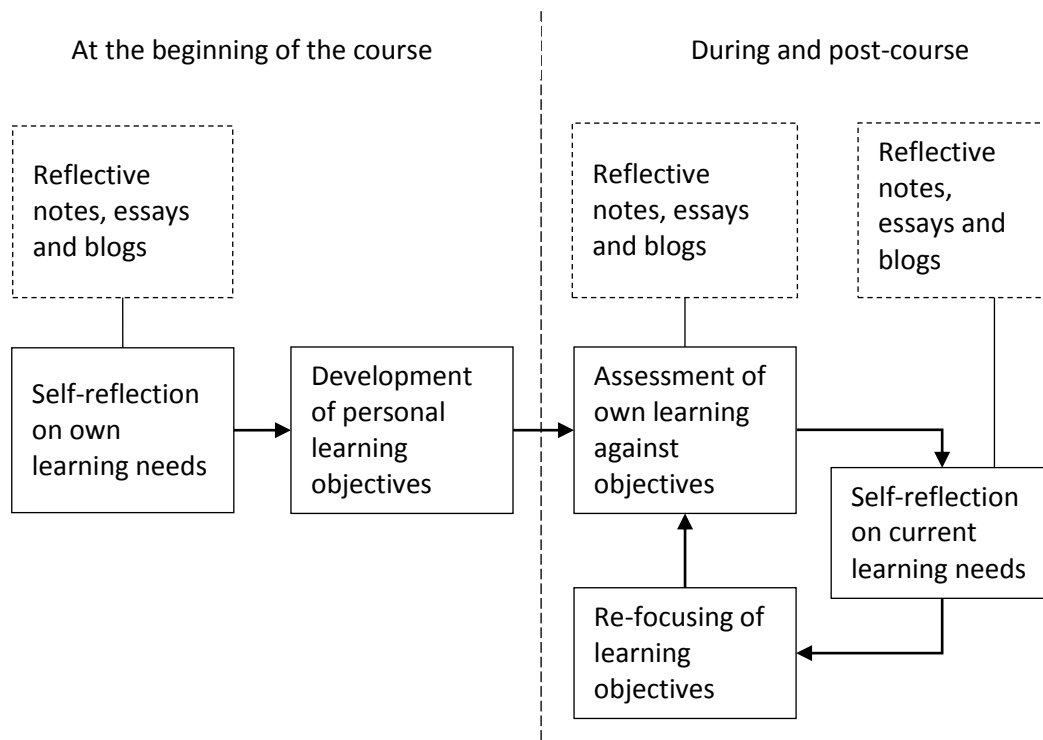 At the beginning of the course
During and post-course
Reflective
notes, essays
and blogs
Reflective
notes, essays
and blogs
Reflective
notes,
essays and
blogs
Self-reflection
on own
learning needs
Development
of personal
learning
objectives
Assessment of
own learning
against
objectives
Self-reflection
on current
learning needs
Re-focusing of
learning
objectives